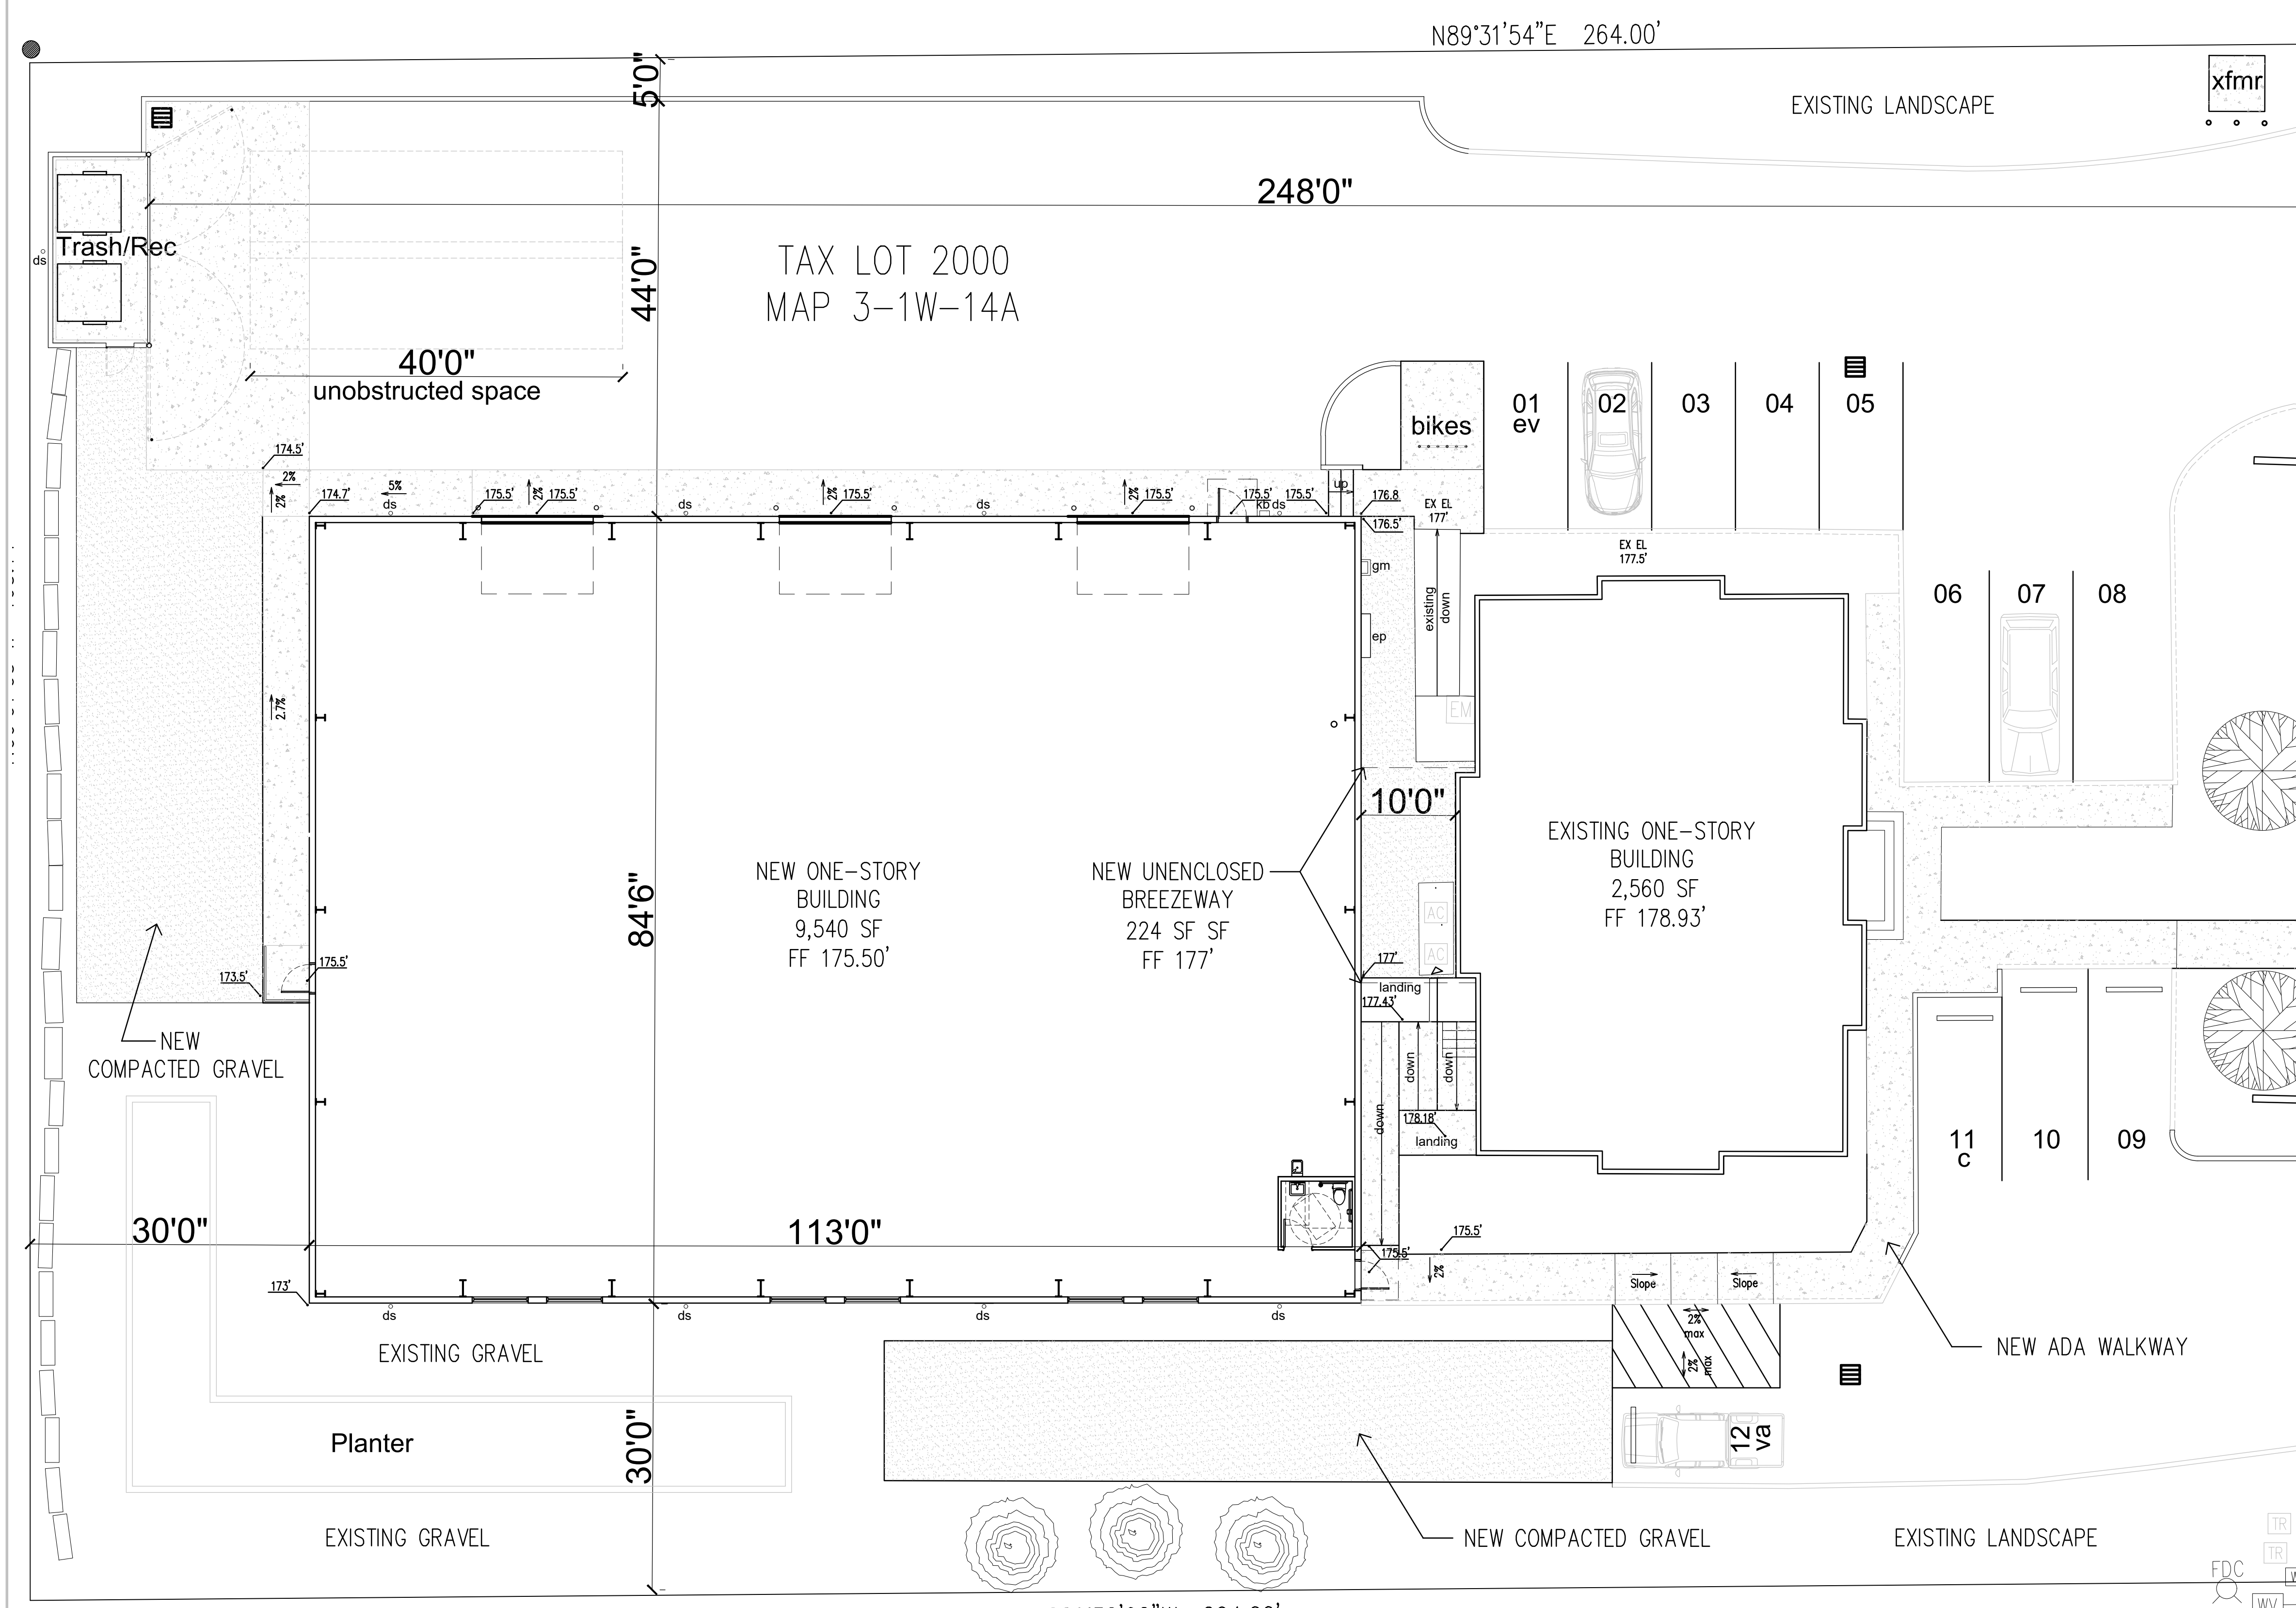 N89°31'54"E 264.00'
xfmr
5'0"
EXISTING LANDSCAPE
248'0"
Trash/Rec
ds
44'0"
TAX LOT 2000
MAP 3-1W-14A
40'0"
unobstructed space
bikes
01
ev
02
03
04
05
174.5'
2%
2%
5%
ds
174.7'
175.5'
2%
175.5'
ds
2%
175.5'
ds
2%
175.5'
175.5'
kb
ds
175.5'
up
176.8
176.5'
EX EL
177'
EX EL
177.5'
gm
ep
existing
down
EM
06
07
08
2.7%
10'0"
84'6"
NEW ONE-STORY
BUILDING
9,540 SF
FF 175.50'
NEW UNENCLOSED
BREEZEWAY
224 SF SF
FF 177'
EXISTING ONE-STORY
BUILDING
2,560 SF
FF 178.93'
AC
AC
173.5'
175.5'
177'
landing
177.43'
down
down
down
178.18'
landing
NEW
COMPACTED GRAVEL
11
c
10
09
30'0"
113'0"
175.5'
175.5'
2%
Slope
Slope
173'
ds
ds
ds
ds
2%
max
2%
max
EXISTING GRAVEL
NEW ADA WALKWAY
Planter
30'0"
12
va
EXISTING GRAVEL
NEW COMPACTED GRAVEL
EXISTING LANDSCAPE
TR
TR
FDC
WV